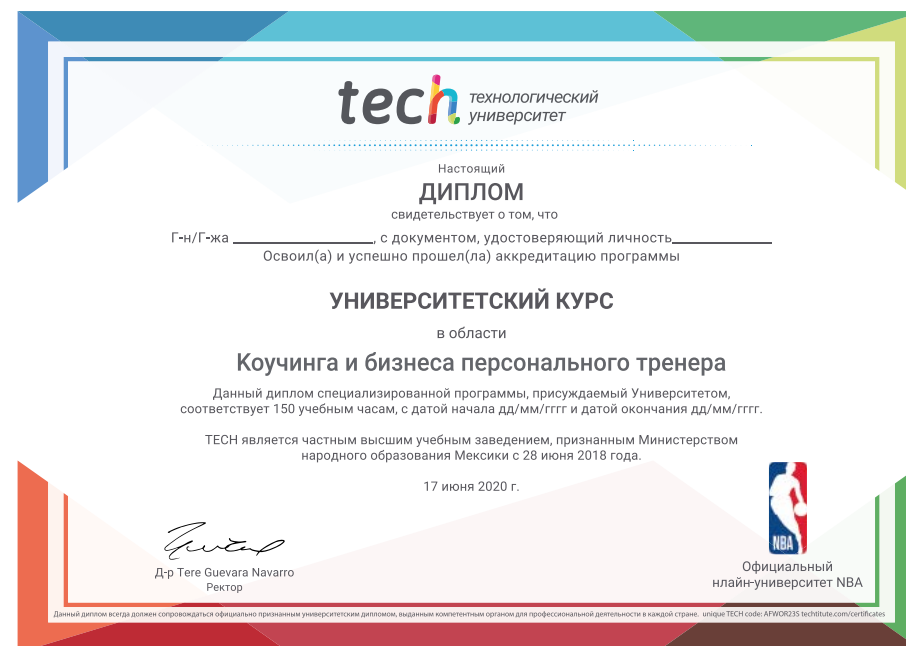 tech технологический
университет
Настоящий
ДИПЛОМ
свидетельствует о том, что
Г-н/Г-жа ____________________, с документом, удостоверяющий личность______________
Освоил(а) и успешно прошел(ла) аккредитацию программы
УНИВЕРСИТЕТСКИЙ КУРС
в области
Коучинга и бизнеса персонального тренера
Данный диплом специализированной программы, присуждаемый Университетом,
соответствует 150 учебным часам, с датой начала дд/мм/гггг и датой окончания дд/мм/гггг.
TECH является частным высшим учебным заведением, признанным Министерством
народного образования Мексики с 28 июня 2018 года.
17 июня 2020 г.
NBA
Д-р Tere Guevara Navarro
Ректор
Официальный
нлайн-университет NBA
Данный диплом всегда должен сопровождаться официально признанным университетским дипломом, выданным компетентным органом для профессиональной деятельности в каждой стране. unique TECH code: AFWOR23S techtitute.com/certificates